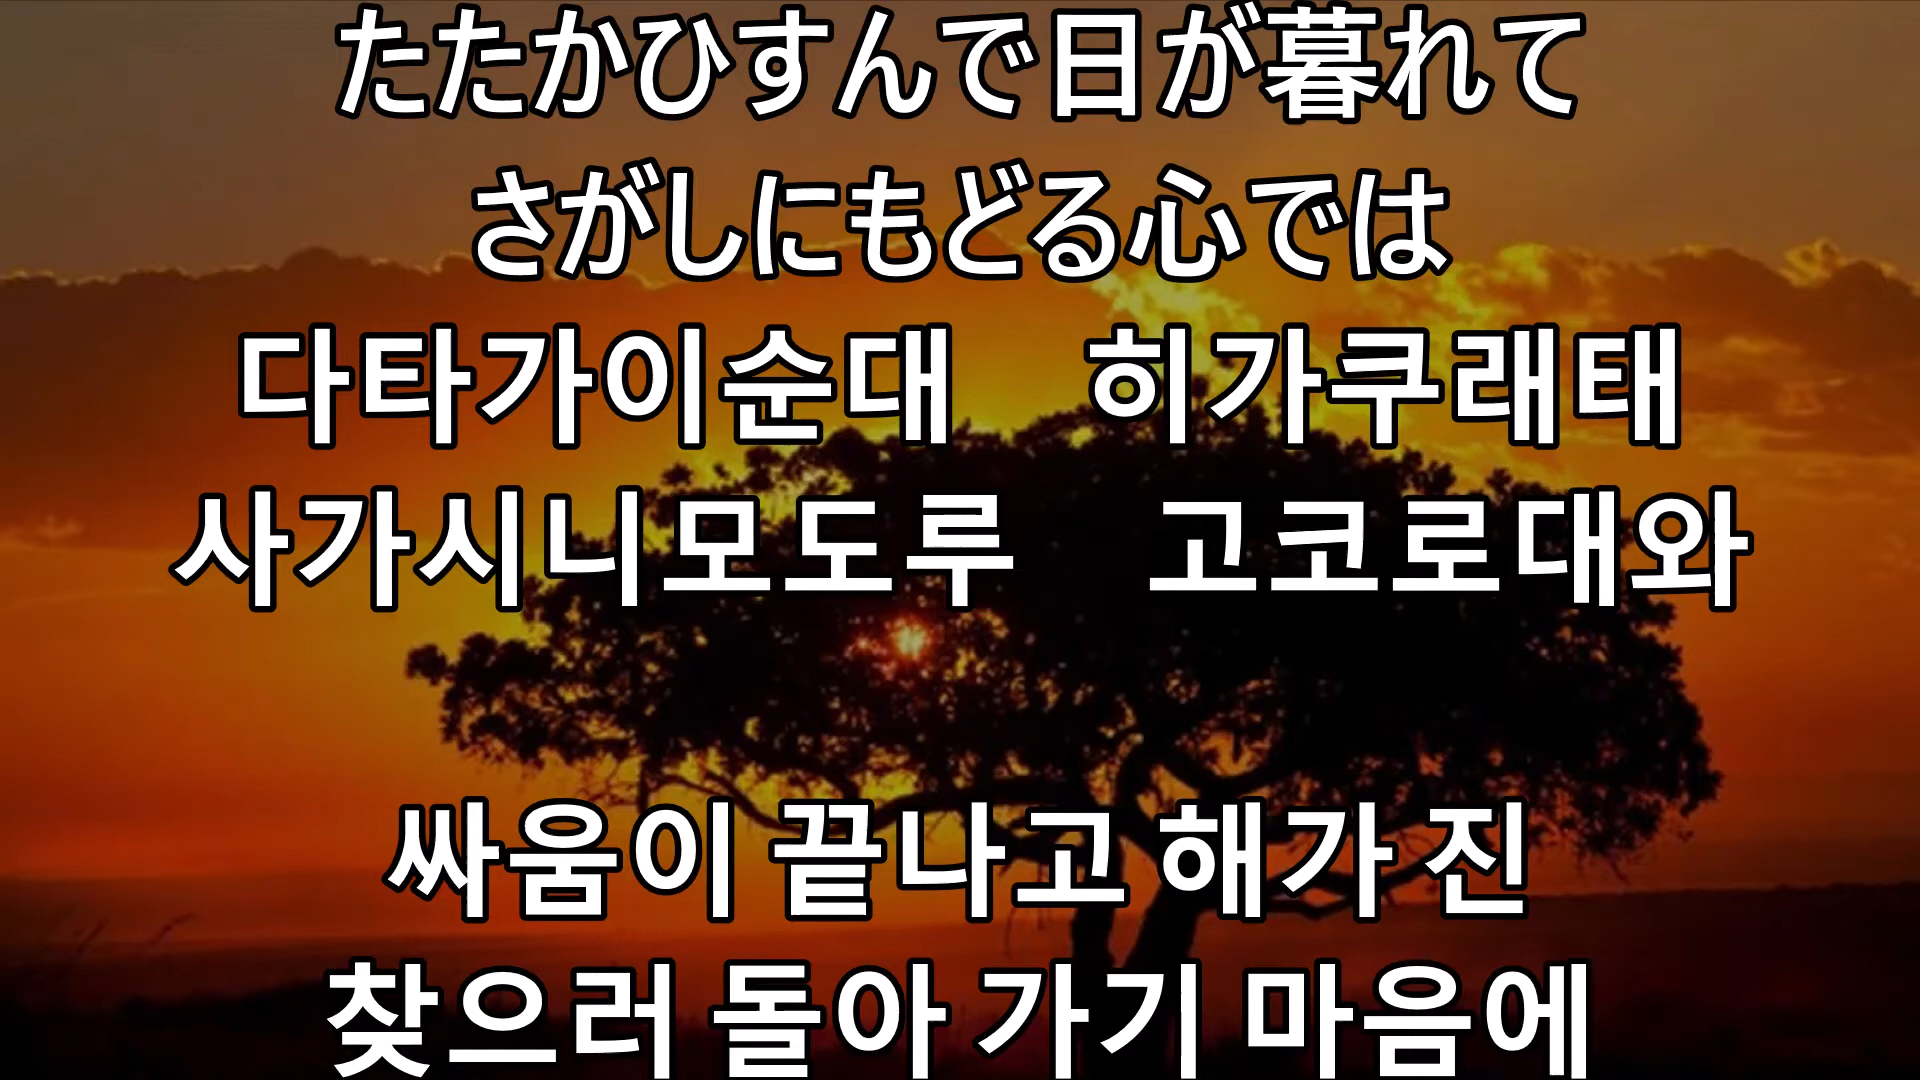 たたかひすんで日が暮れて
さがしにもどる心では
다타가이순대　히가쿠래태
사가시니모도루　고코로대와
싸움이 끝나고 해가 진
찾으러 돌아 가기 마음에